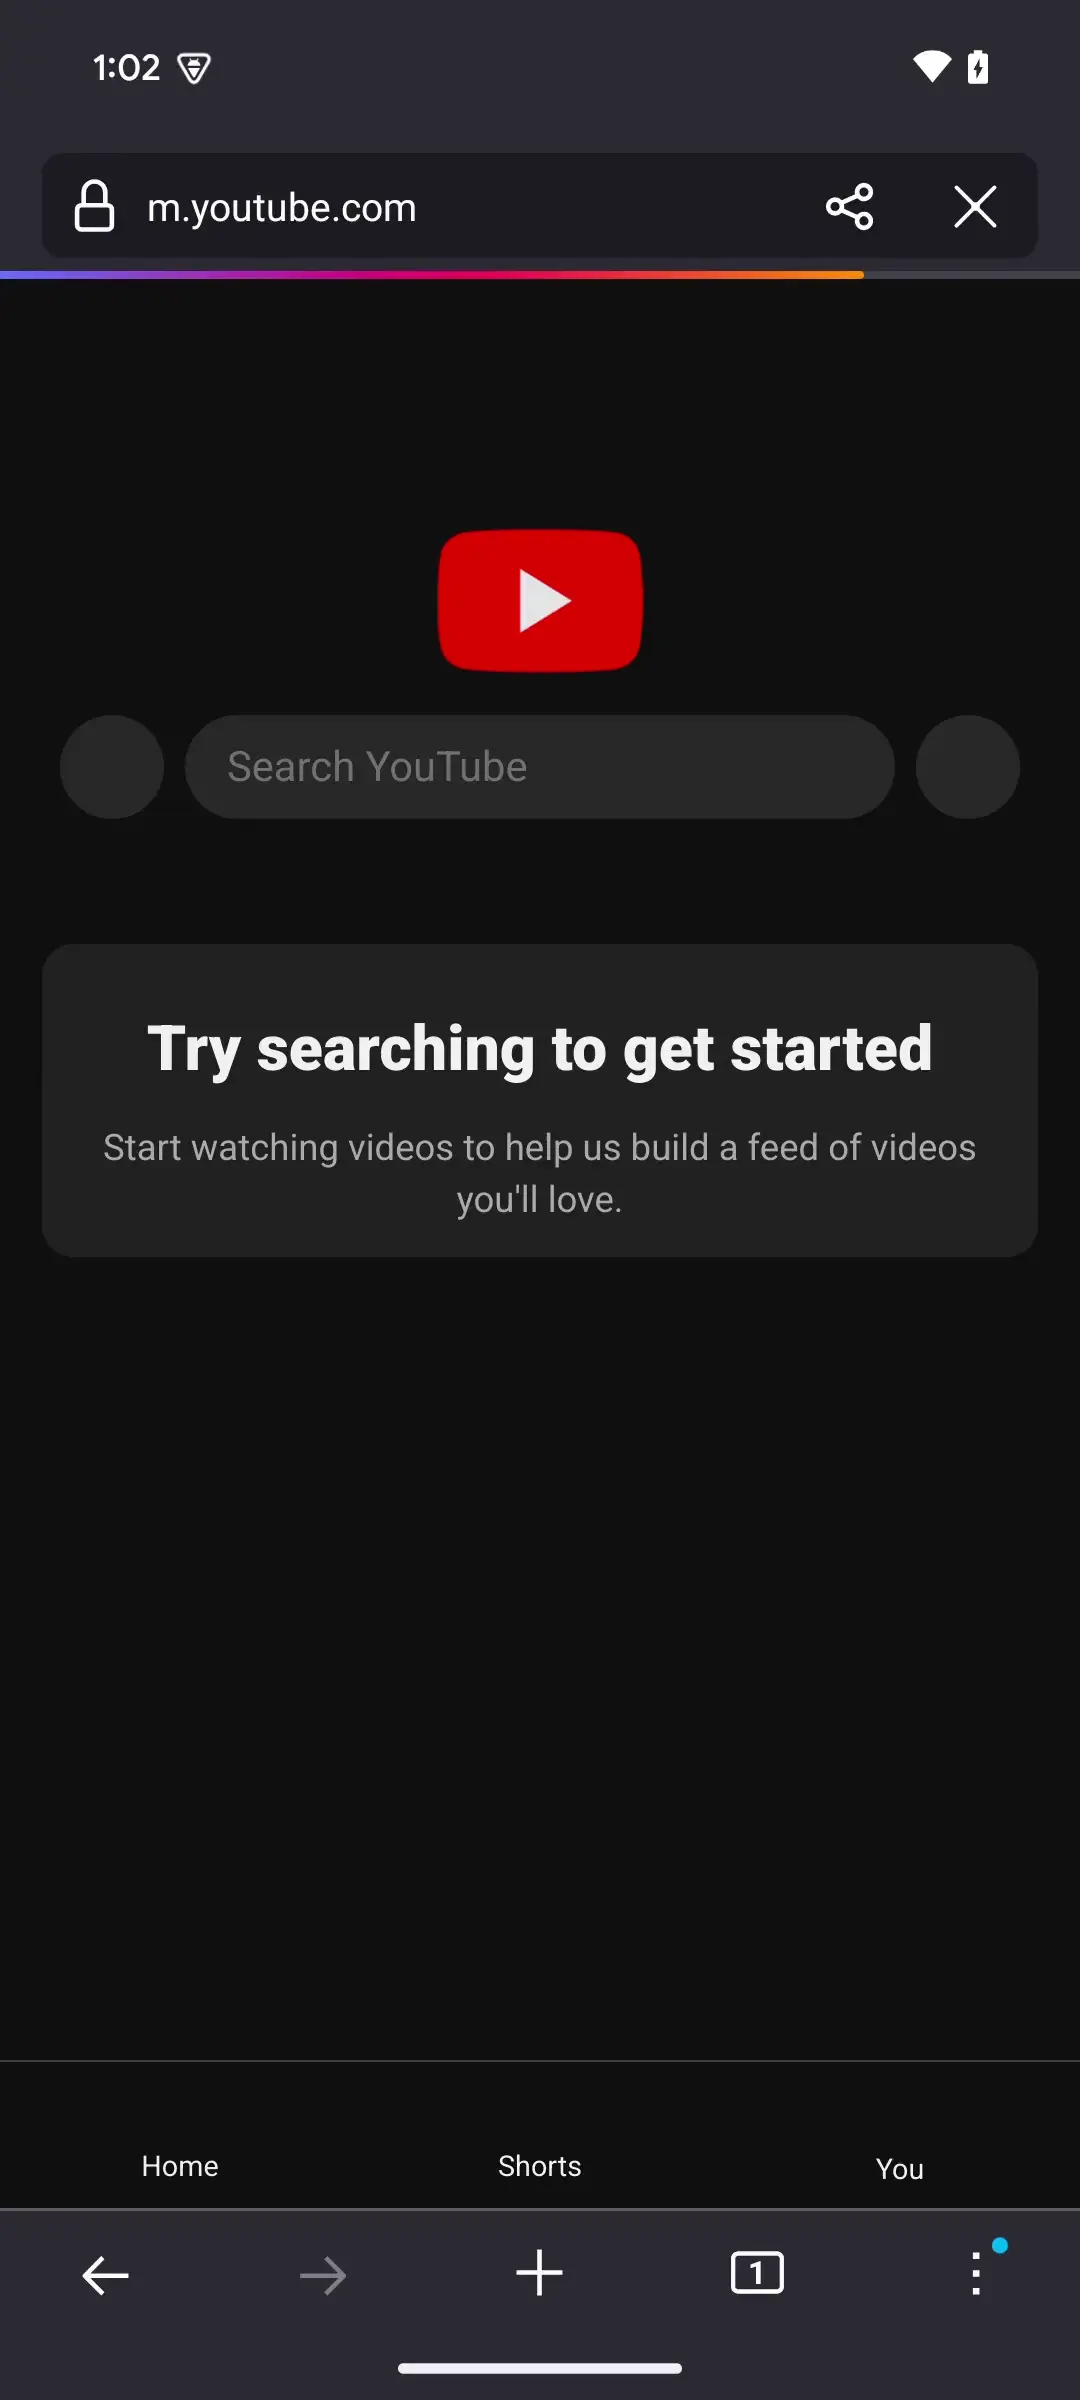 1:02
m.youtube.com
Search YouTube
Try searching to get started
Start watching videos to help us build a feed of videos
you'll love.
Home
Shorts
You
1